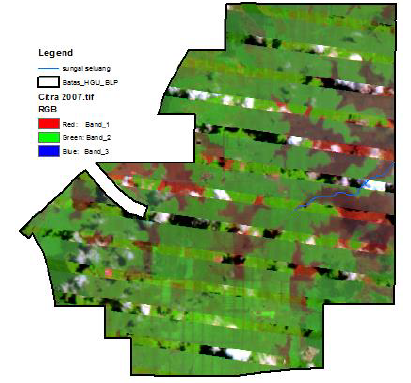 Legend
sungai seluang
Batas_HGU_BLP
Citra 2007.tif
RGB
Red: Band_1
Green: Band_2
Blue: Band_3